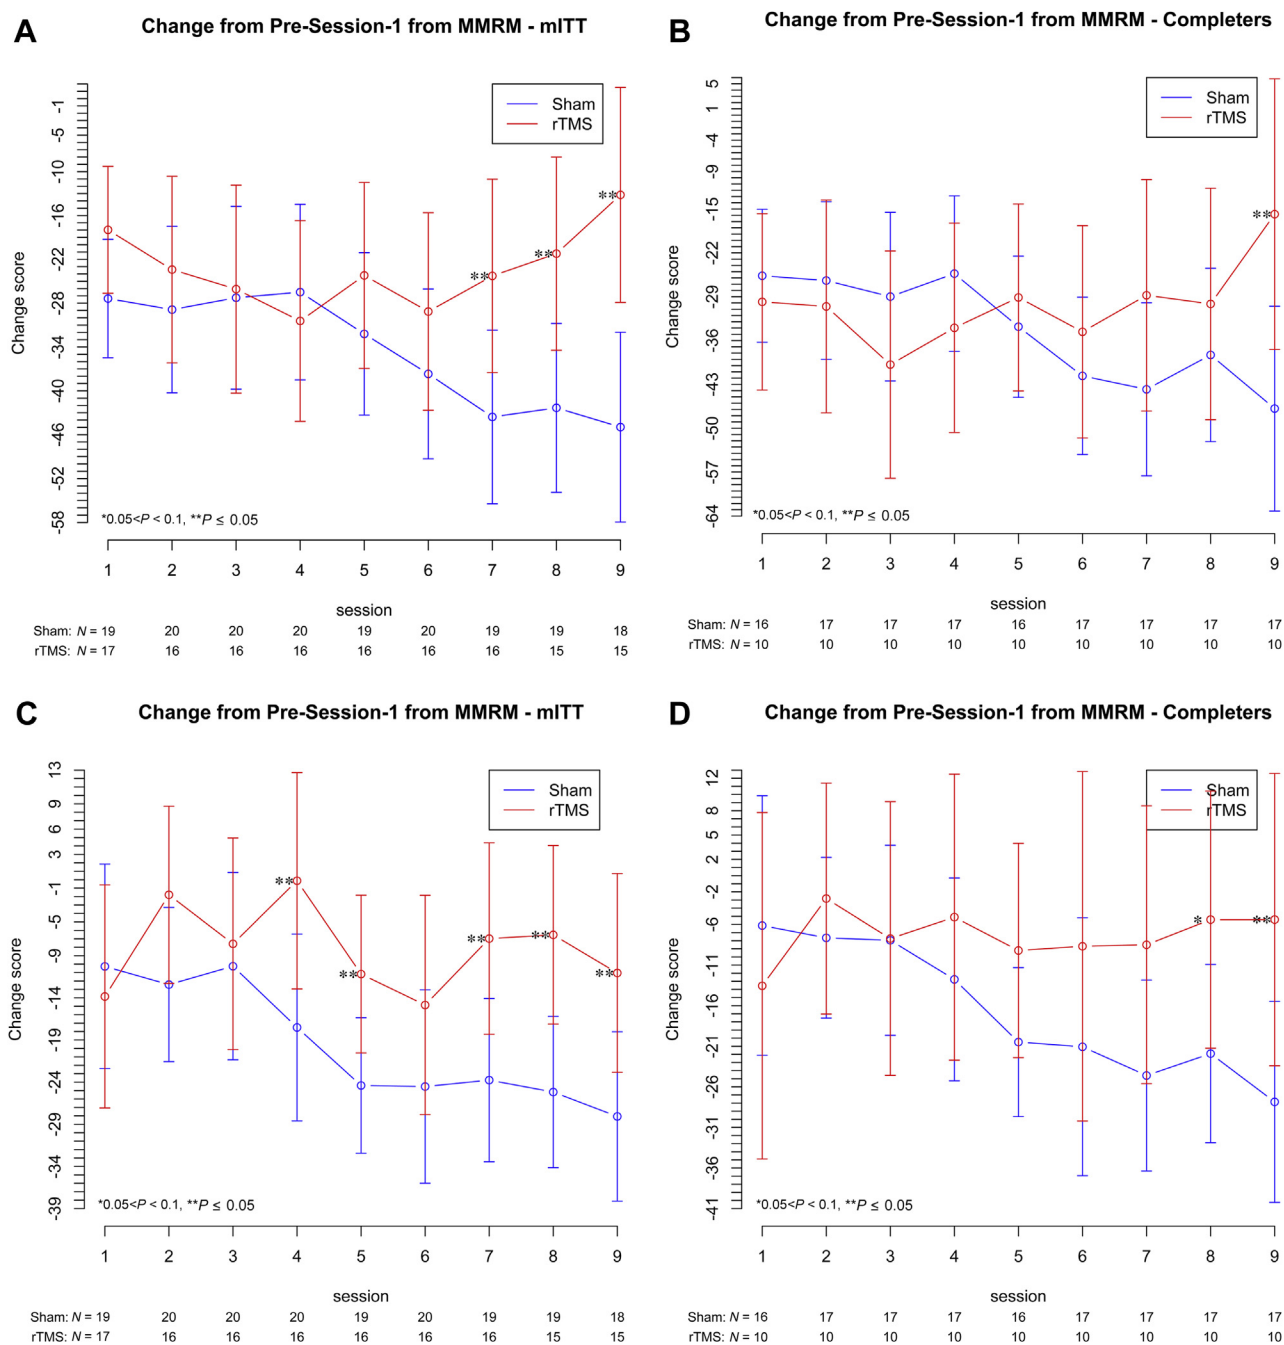 A
Change from Pre-Session-1 from MMRM - mITT
Sham
rTMS
Change score
-1
-5
-10
-16
-22
-28
-34
-40
-46
-52
-58
**
**
**
*0.05<P < 0.1, **P ≤ 0.05
1 2 3 4 5 6 7 8 9
session
Sham: N = 19 20 20 20 19 20 19 19 18
rTMS: N = 17 16 16 16 16 16 16 15 15
B
Change from Pre-Session-1 from MMRM - Completers
Sham
rTMS
Change score
5
1
-4
-9
-15
-22
-29
-36
-43
-50
-57
-64
**
*0.05<P < 0.1, **P ≤ 0.05
1 2 3 4 5 6 7 8 9
session
Sham: N = 16 17 17 17 16 17 17 17 17
rTMS: N = 10 10 10 10 10 10 10 10 10
C
Change from Pre-Session-1 from MMRM - mITT
Sham
rTMS
Change score
13
9
6
3
-1
-5
-9
-14
-19
-24
-29
-34
-39
**
**
**
**
**
*0.05<P < 0.1, **P ≤ 0.05
1 2 3 4 5 6 7 8 9
session
Sham: N = 19 20 20 20 19 20 19 19 18
rTMS: N = 17 16 16 16 16 16 16 15 15
D
Change from Pre-Session-1 from MMRM - Completers
Sham
rTMS
Change score
12
8
5
2
-2
-6
-11
-16
-21
-26
-31
-36
-41
*
**
*0.05<P < 0.1, **P ≤ 0.05
1 2 3 4 5 6 7 8 9
session
Sham: N = 16 17 17 17 16 17 17 17 17
rTMS: N = 10 10 10 10 10 10 10 10 10